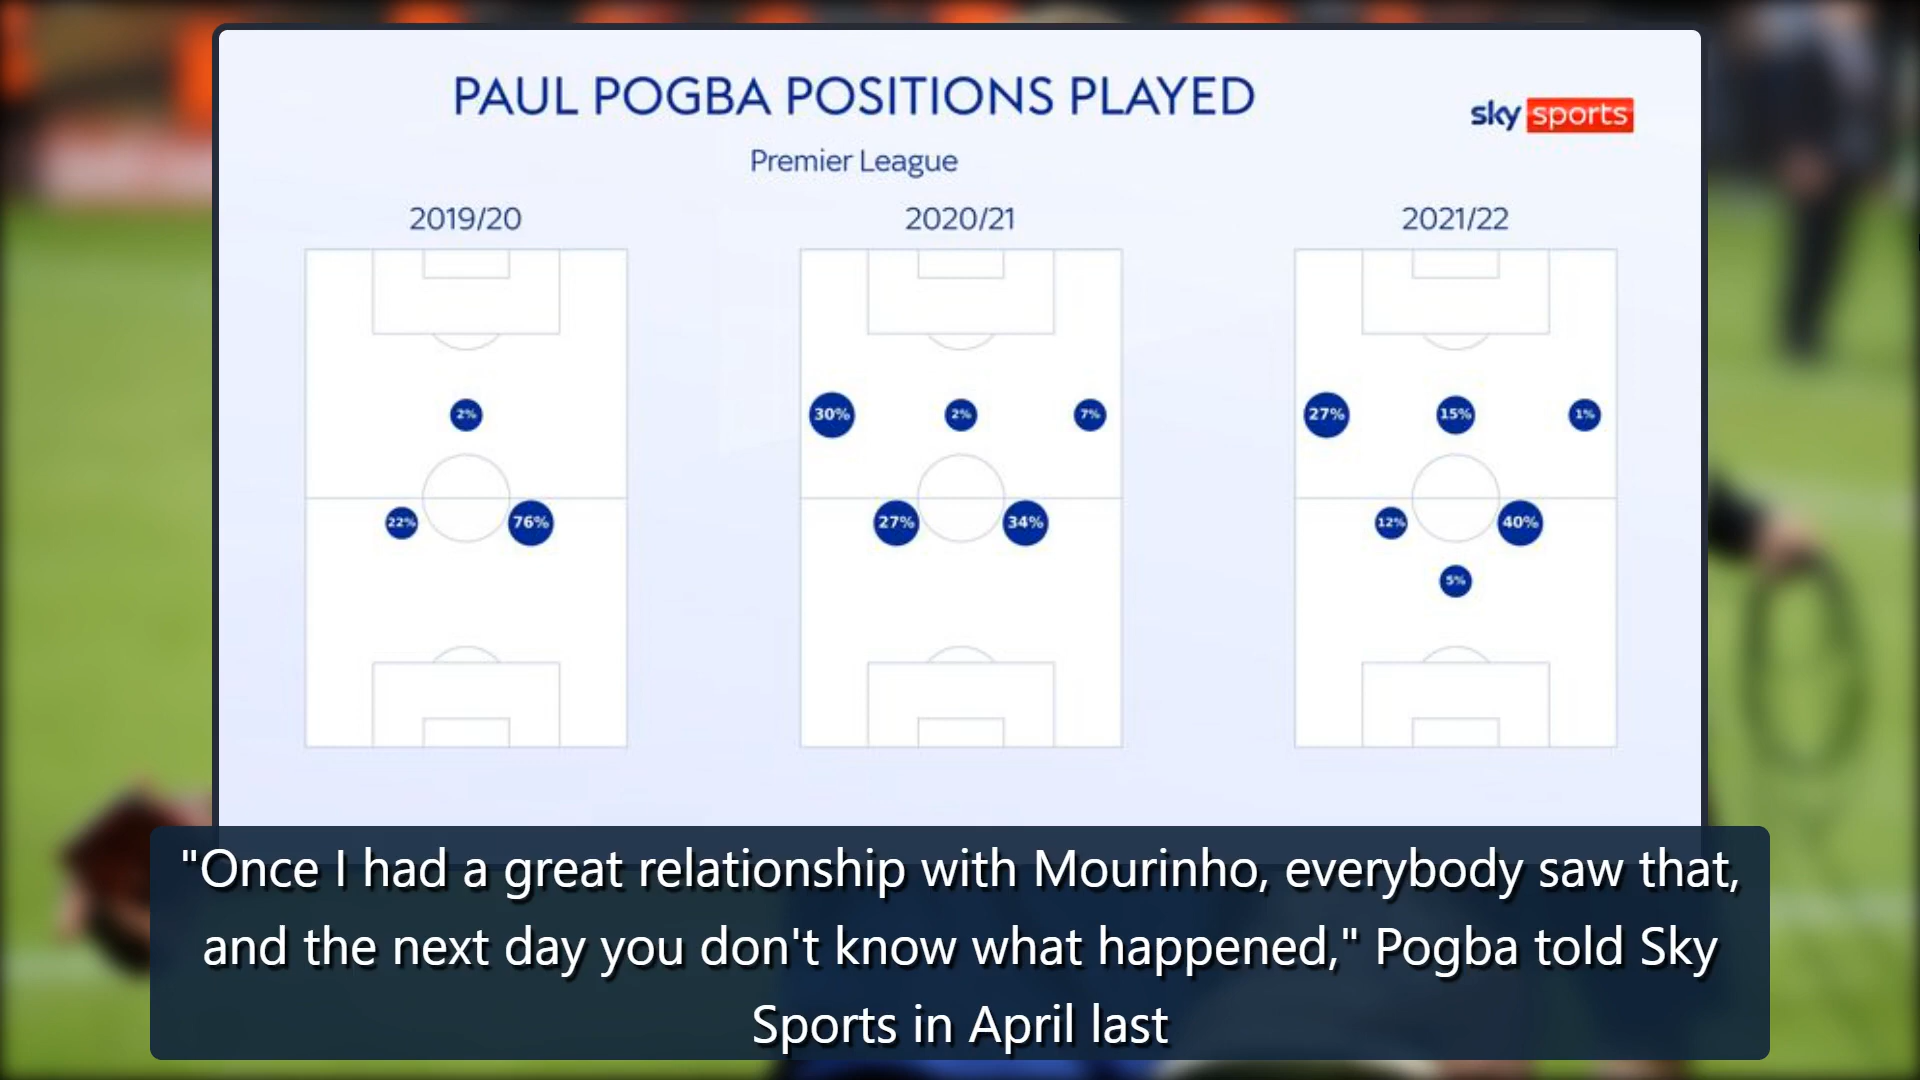 PAUL POGBA POSITIONS PLAYED
sky sports
Premier League
2019/20
2020/21
2021/22
2%
22%
76%
30%
2%
7%
27%
34%
27%
15%
1%
12%
40%
5%
"Once I had a great relationship with Mourinho, everybody saw that,
and the next day you don't know what happened," Pogba told Sky
Sports in April last